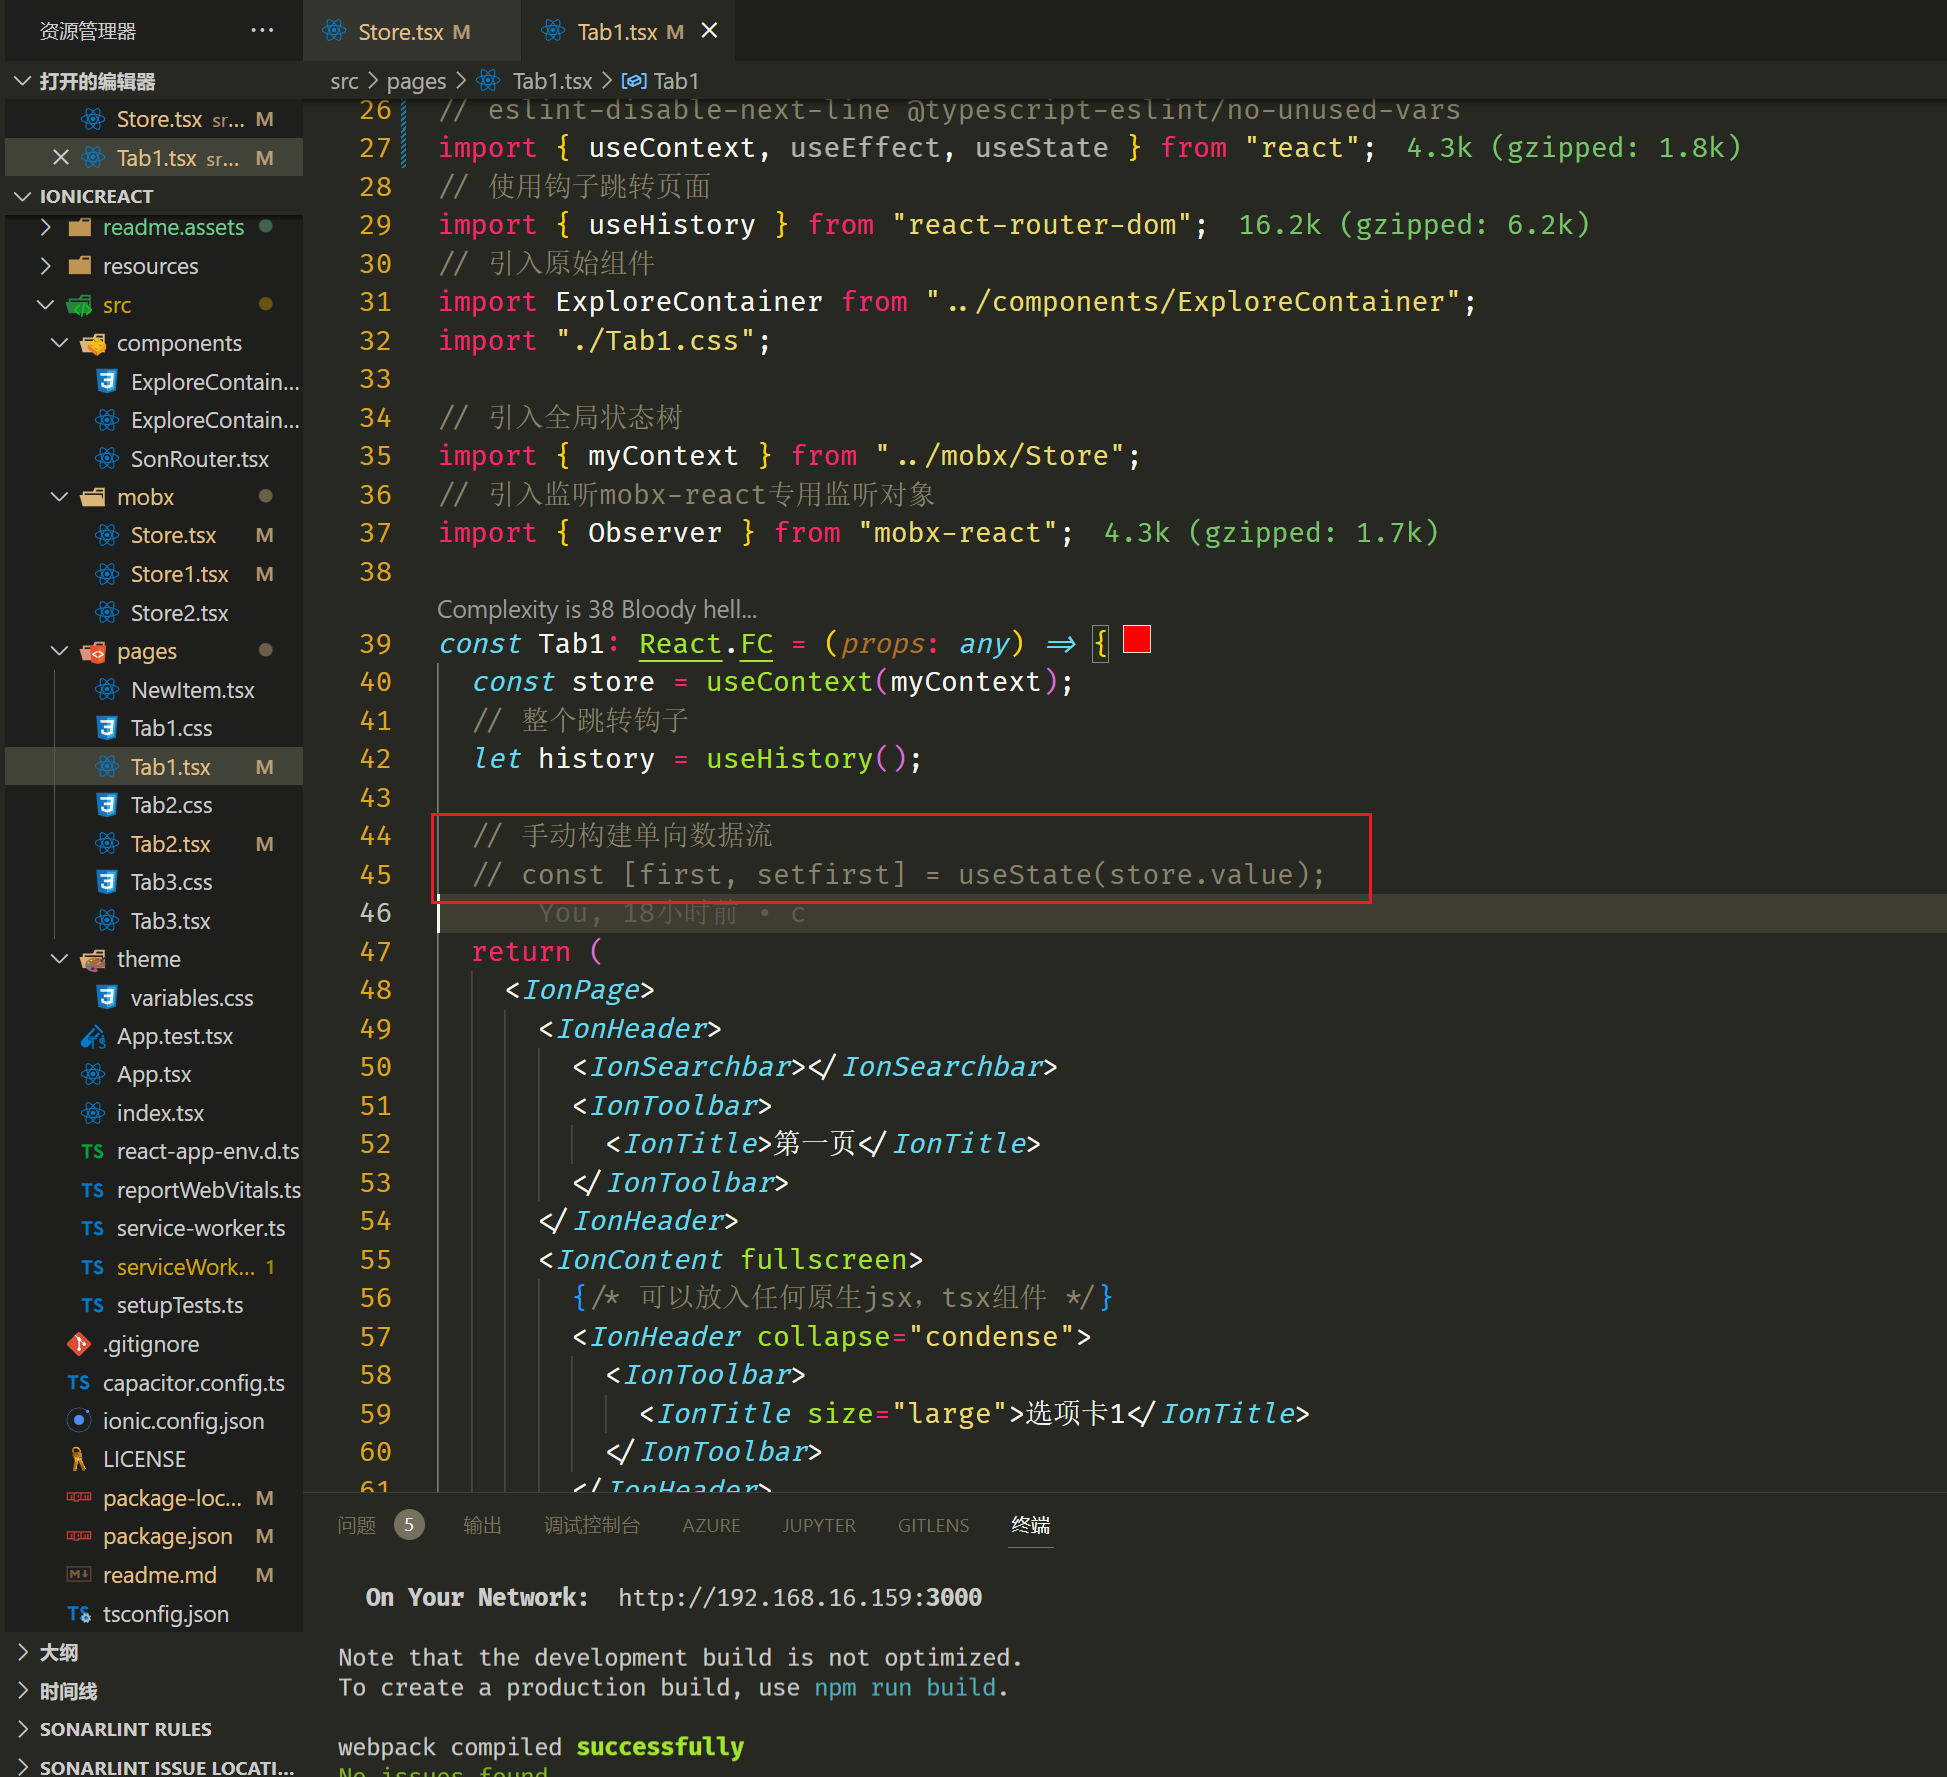 资源管理器 ···
打开的编辑器
Store.tsx sr... M
Tab1.tsx sr... M
IONICREACT
readme.assets
resources
src
components
ExploreContain...
ExploreContain...
SonRouter.tsx
mobx
Store.tsx M
Store1.tsx M
Store2.tsx
pages
NewItem.tsx
Tab1.css
Tab1.tsx M
Tab2.css
Tab2.tsx M
Tab3.css
Tab3.tsx
theme
variables.css
App.test.tsx
App.tsx
index.tsx
TS react-app-env.d.ts
TS reportWebVitals.ts
TS service-worker.ts
TS serviceWork... 1
TS setupTests.ts
.gitignore
TS capacitor.config.ts
ionic.config.json
LICENSE
package-loc... M
package.json M
readme.md M
TS tsconfig.json
大纲
时间线
SONARLINT RULES
SONARLINT ISSUE LOCATI...
Store.tsx M Tab1.tsx M
src > pages > Tab1.tsx > Tab1
26 // eslint-disable-next-line @typescript-eslint/no-unused-vars
27 import { useContext, useEffect, useState } from "react"; 4.3k (gzipped: 1.8k)
28 // 使用钩子跳转页面
29 import { useHistory } from "react-router-dom"; 16.2k (gzipped: 6.2k)
30 // 引入原始组件
31 import ExploreContainer from "../components/ExploreContainer";
32 import "./Tab1.css";
33
34 // 引入全局状态树
35 import { myContext } from "../mobx/Store";
36 // 引入监听mobx-react专用监听对象
37 import { Observer } from "mobx-react"; 4.3k (gzipped: 1.7k)
38
Complexity is 38 Bloody hell...
39 const Tab1: React.FC = (props: any) => {
40 const store = useContext(myContext);
41 // 整个跳转钩子
42 let history = useHistory();
43
44 // 手动构建单向数据流
45 // const [first, setfirst] = useState(store.value);
46 You, 18小时前 • c
47 return (
48 <IonPage>
49 <IonHeader>
50 <IonSearchbar></IonSearchbar>
51 <IonToolbar>
52 <IonTitle>第一页</IonTitle>
53 </IonToolbar>
54 </IonHeader>
55 <IonContent fullscreen>
56 {/* 可以放入任何原生jsx，tsx组件 */}
57 <IonHeader collapse="condense">
58 <IonToolbar>
59 <IonTitle size="large">选项卡1</IonTitle>
60 </IonToolbar>
61 </IonHeader>
问题 5 输出 调试控制台 AZURE JUPYTER GITLENS 终端
On Your Network: http://192.168.16.159:3000
Note that the development build is not optimized.
To create a production build, use npm run build.
webpack compiled successfully
No issues found.